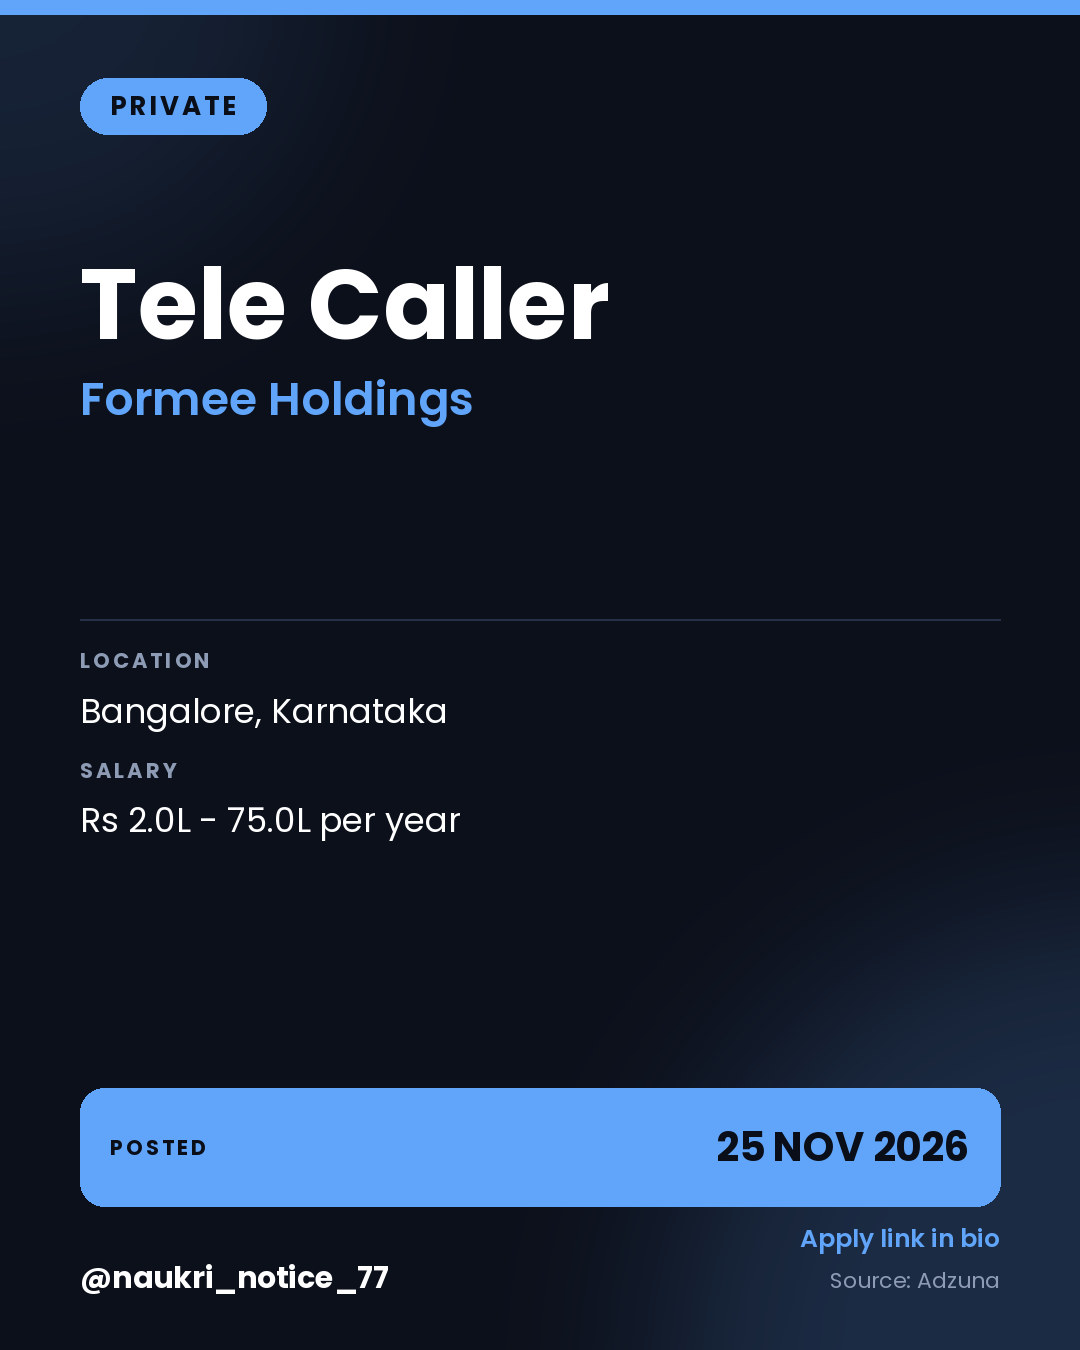 PRIVATE
Tele Caller
Formee Holdings
LOCATION
Bangalore, Karnataka
SALARY
Rs 2.0L - 75.0L per year
POSTED
25 NOV 2026
Apply link in bio
@naukri_notice_77
Source: Adzuna